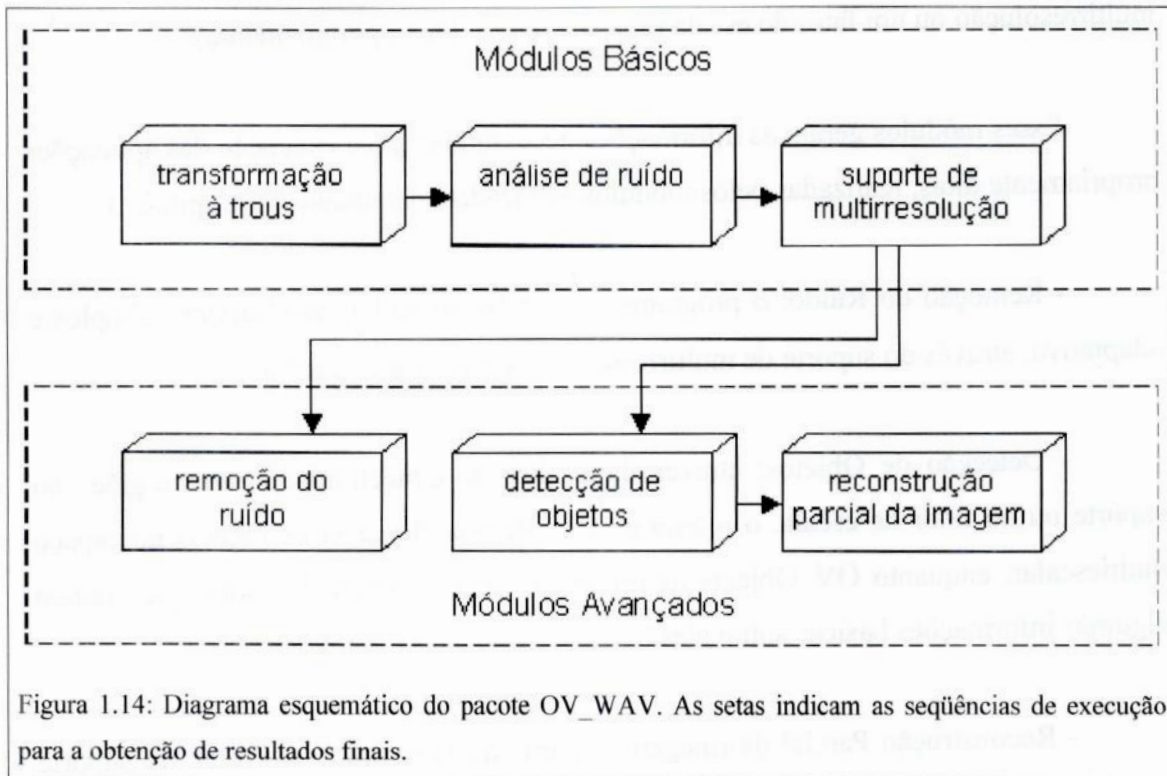 Módulos Básicos
transformação
à trous
análise de ruído
suporte de
multirresolução
remoção do
ruído
detecção de
objetos
reconstrução
parcial da imagem
Módulos Avançados
Figura 1.14: Diagrama esquemático do pacote OV_WAV. As setas indicam as seqüências de execução
para a obtenção de resultados finais.